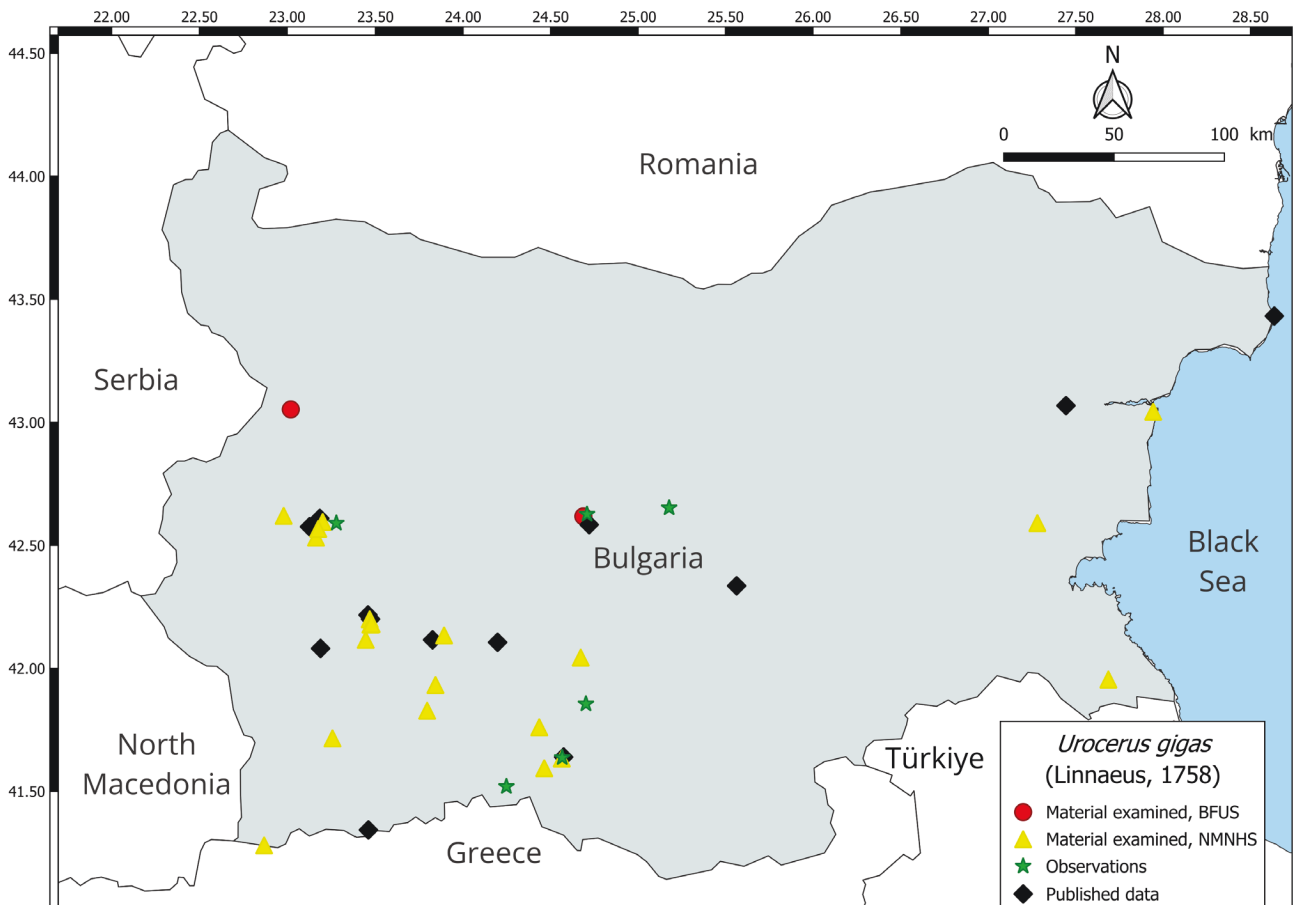 22.00 22.50 23.00 23.50 24.00 24.50 25.00 25.50 26.00 26.50 27.00 27.50 28.00 28.50
44.50
44.00
43.50
43.00
42.50
42.00
41.50
N
0 50 100 km
Romania
Serbia
Bulgaria
Black
Sea
North
Macedonia
Türkiye
Greece
Urocerus gigas
(Linnaeus, 1758)
Material examined, BFUS
Material examined, NMNHS
Observations
Published data